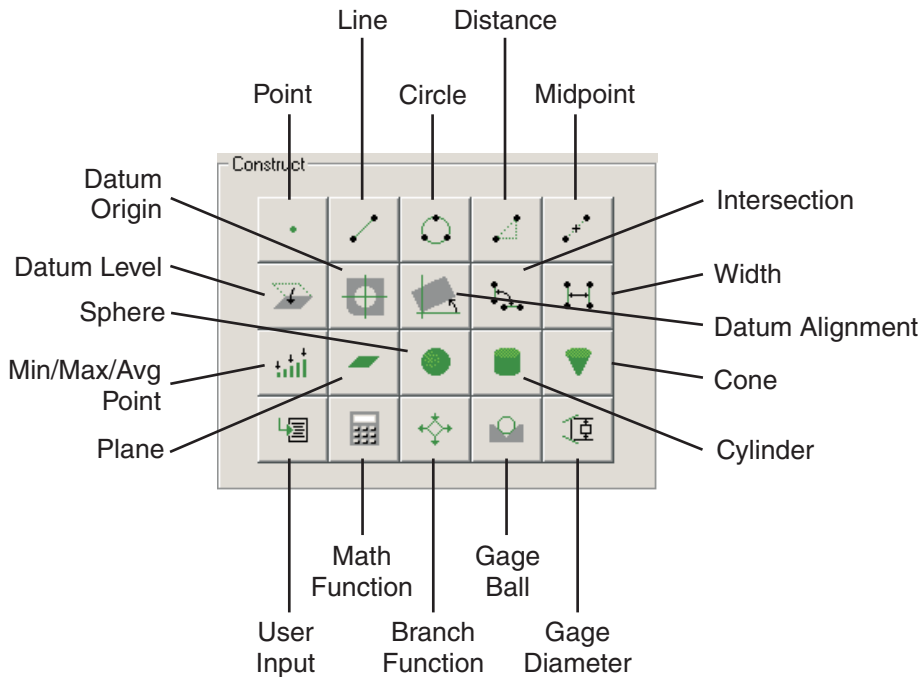 Line
Distance
Point
Circle
Midpoint
Construct
Datum
Origin
Intersection
Datum Level
Width
Sphere
Datum Alignment
Min/Max/Avg
Point
Cone
Plane
Cylinder
Math
Function
Gage
Ball
User
Input
Branch
Function
Gage
Diameter